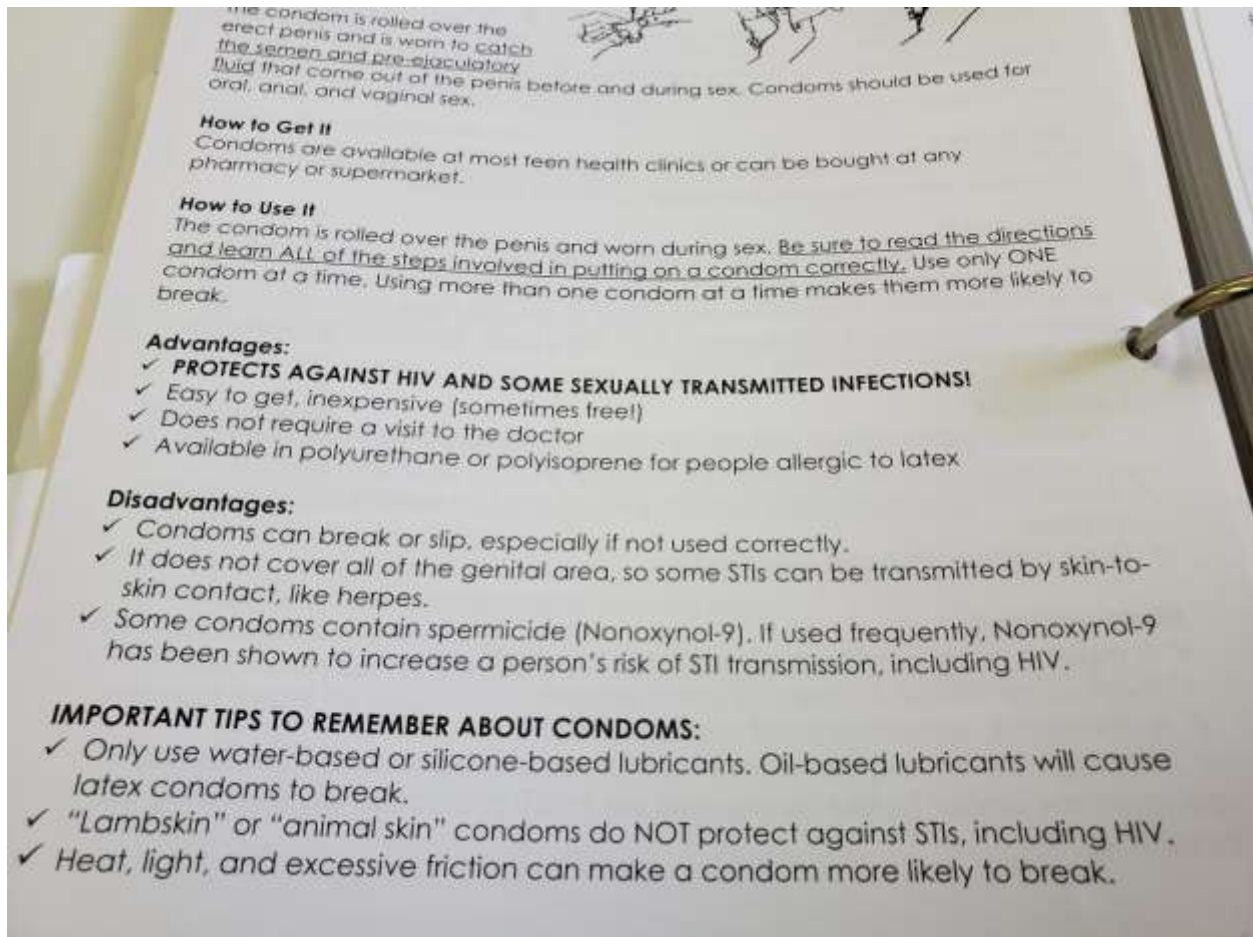 The condom is rolled over the
erect penis and is worn to catch
the semen and pre-ejaculatory
fluid that come out of the penis before and during sex. Condoms should be used for
oral, anal, and vaginal sex.
How to Get It
Condoms are available at most teen health clinics or can be bought at any
pharmacy or supermarket.
How to Use It
The condom is rolled over the penis and worn during sex. Be sure to read the directions
and learn ALL of the steps involved in putting on a condom correctly. Use only ONE
condom at a time. Using more than one condom at a time makes them more likely to
break.
Advantages:
✓ PROTECTS AGAINST HIV AND SOME SEXUALLY TRANSMITTED INFECTIONS!
✓ Easy to get, inexpensive (sometimes free!)
✓ Does not require a visit to the doctor
✓ Available in polyurethane or polyisoprene for people allergic to latex
Disadvantages:
✓ Condoms can break or slip, especially if not used correctly.
✓ It does not cover all of the genital area, so some STIs can be transmitted by skin-to-
skin contact, like herpes.
✓ Some condoms contain spermicide (Nonoxynol-9). If used frequently, Nonoxynol-9
has been shown to increase a person's risk of STI transmission, including HIV.
IMPORTANT TIPS TO REMEMBER ABOUT CONDOMS:
✓ Only use water-based or silicone-based lubricants. Oil-based lubricants will cause
latex condoms to break.
✓ "Lambskin" or "animal skin" condoms do NOT protect against STIs, including HIV.
✓ Heat, light, and excessive friction can make a condom more likely to break.